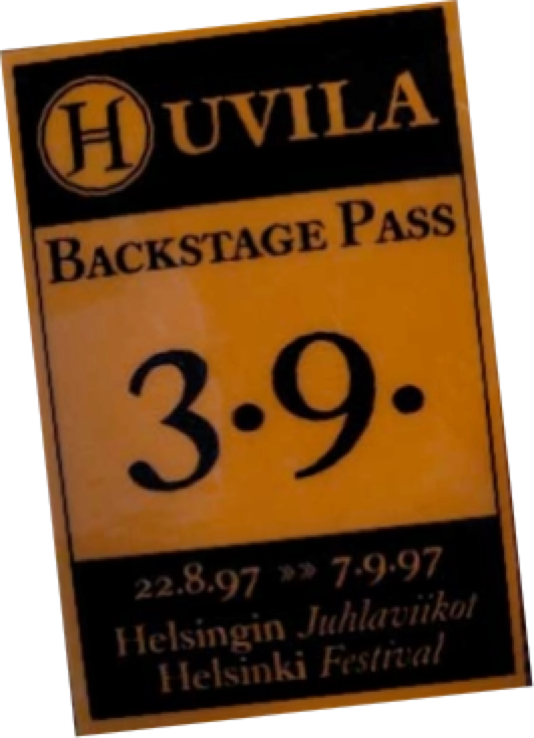 HUVILA
BACKSTAGE PASS
3.9.
22.8.97 »» 7.9.97
Helsingin Juhlaviikot
Helsinki Festival